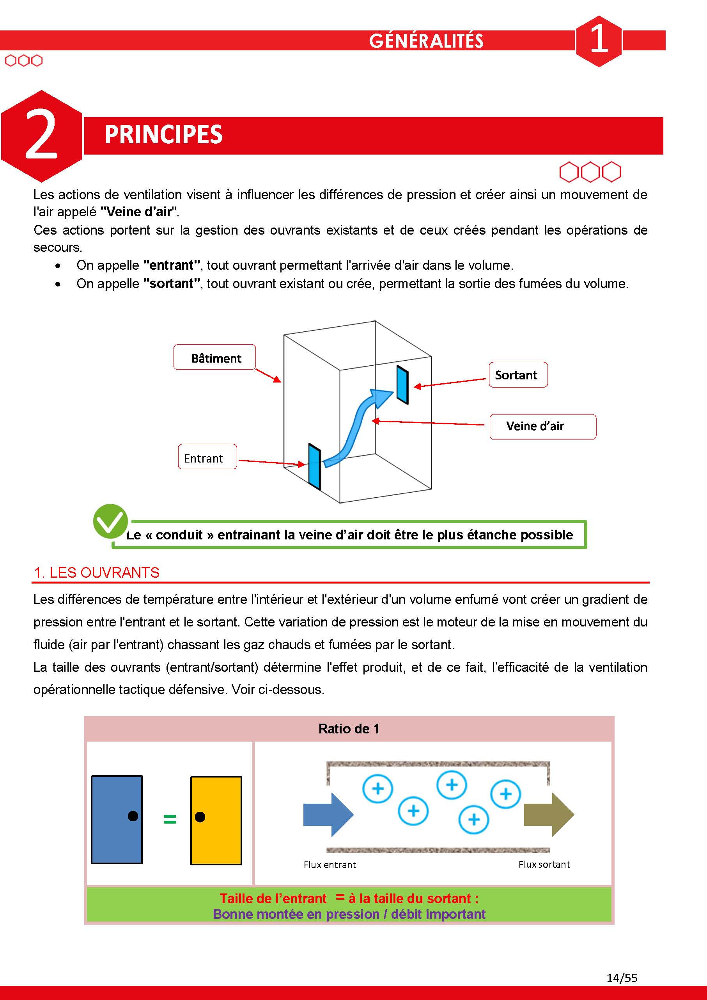 GÉNÉRALITÉS
1
2
PRINCIPES
Les actions de ventilation visent à influencer les différences de pression et créer ainsi un mouvement de
l'air appelé "Veine d'air".
Ces actions portent sur la gestion des ouvrants existants et de ceux créés pendant les opérations de
secours.
• On appelle "entrant", tout ouvrant permettant l'arrivée d'air dans le volume.
• On appelle "sortant", tout ouvrant existant ou crée, permettant la sortie des fumées du volume.
Bâtiment
Sortant
Veine d’air
Entrant
Le « conduit » entrainant la veine d’air doit être le plus étanche possible
1. LES OUVRANTS
Les différences de température entre l'intérieur et l'extérieur d'un volume enfumé vont créer un gradient de
pression entre l'entrant et le sortant. Cette variation de pression est le moteur de la mise en mouvement du
fluide (air par l'entrant) chassant les gaz chauds et fumées par le sortant.
La taille des ouvrants (entrant/sortant) détermine l'effet produit, et de ce fait, l’efficacité de la ventilation
opérationnelle tactique défensive. Voir ci-dessous.
Ratio de 1
=
+ + + + +
Flux entrant
Flux sortant
Taille de l’entrant = à la taille du sortant :
Bonne montée en pression / débit important
14/55